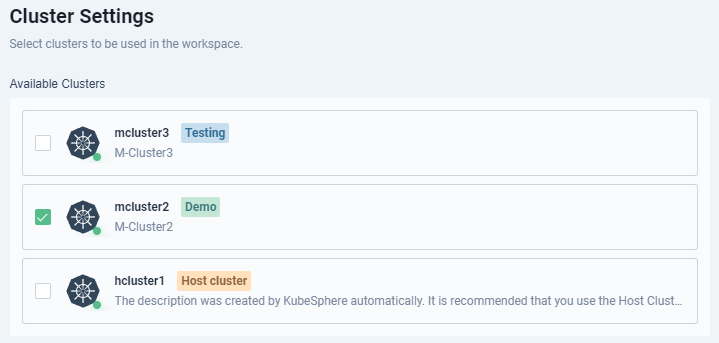 Cluster Settings
Select clusters to be used in the workspace.
Available Clusters
mcluster3 Testing
M-Cluster3
mcluster2 Demo
M-Cluster2
hcluster1 Host cluster
The description was created by KubeSphere automatically. It is recommended that you use the Host Clust...